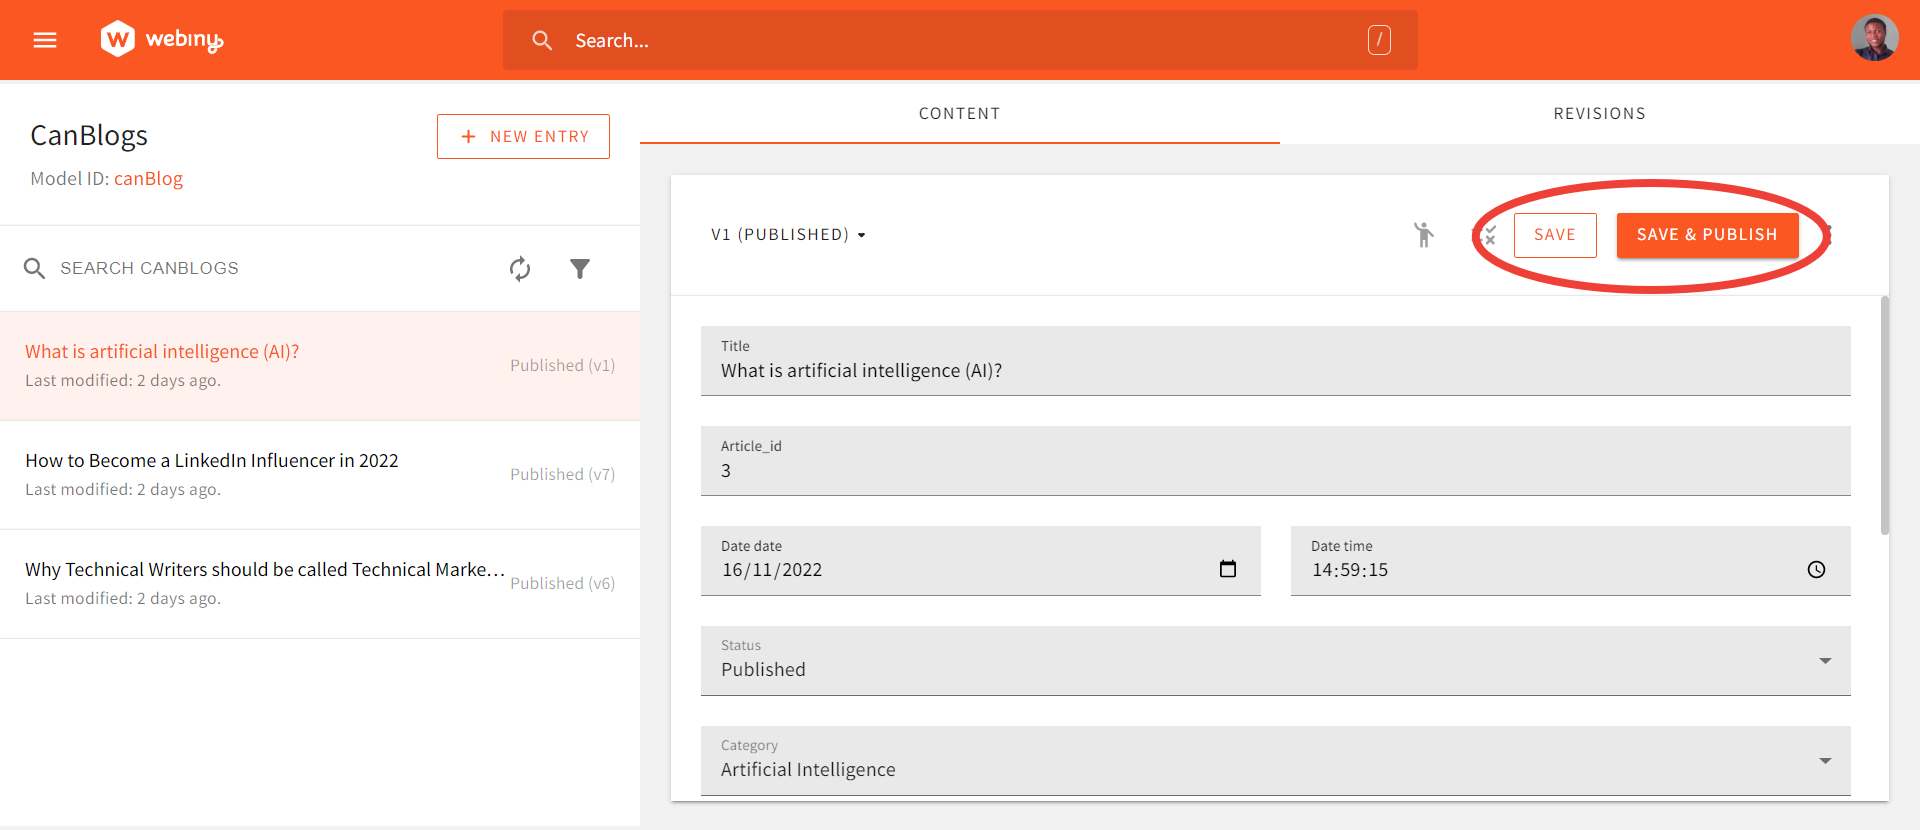 webiny
Search...
/
CanBlogs
NEW ENTRY
Model ID: canBlog
SEARCH CANBLOGS
What is artificial intelligence (AI)?
Last modified: 2 days ago.
Published (v1)
How to Become a LinkedIn Influencer in 2022
Last modified: 2 days ago.
Published (v7)
Why Technical Writers should be called Technical Marke...
Last modified: 2 days ago.
Published (v6)
CONTENT
REVISIONS
V1 (PUBLISHED)
SAVE
SAVE & PUBLISH
Title
What is artificial intelligence (AI)?
Article_id
3
Date date
16/11/2022
Date time
14:59:15
Status
Published
Category
Artificial Intelligence